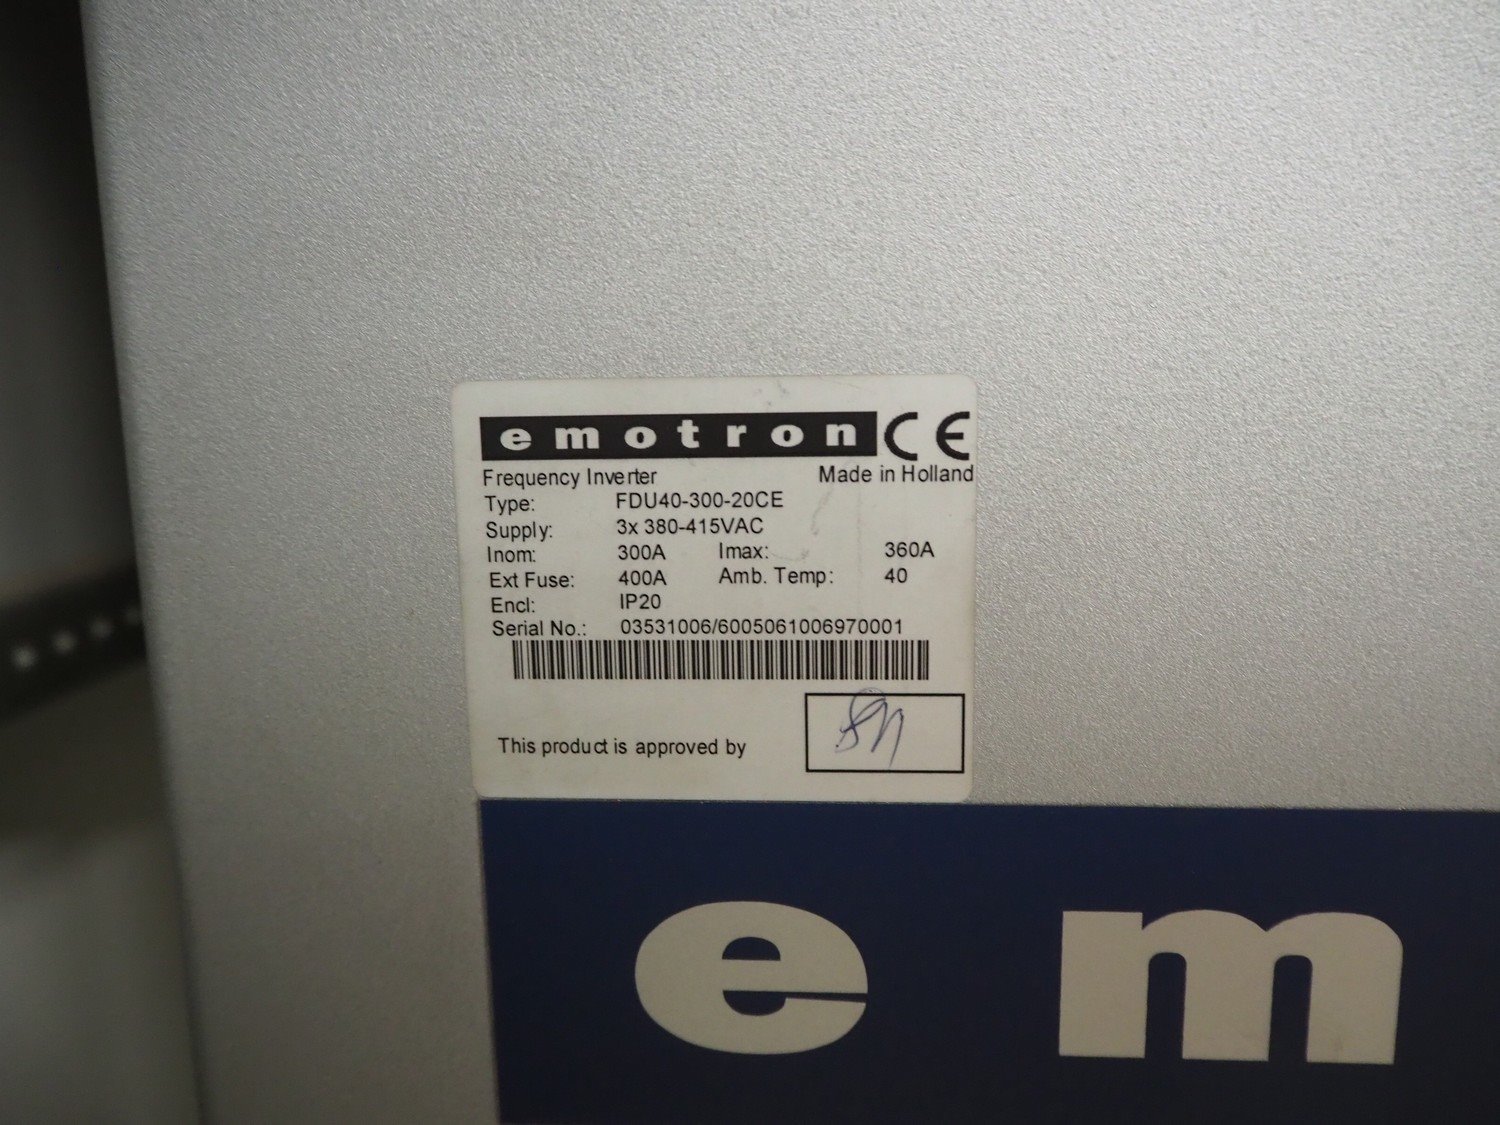 emotron CE
Frequency Inverter Made in Holland
Type: FDU40-300-20CE
Supply: 3x 380-415VAC
Inom: 300A Imax: 360A
Ext Fuse: 400A Amb. Temp: 40
Encl: IP20
Serial No.: 03531006/6005061006970001
This product is approved by
em